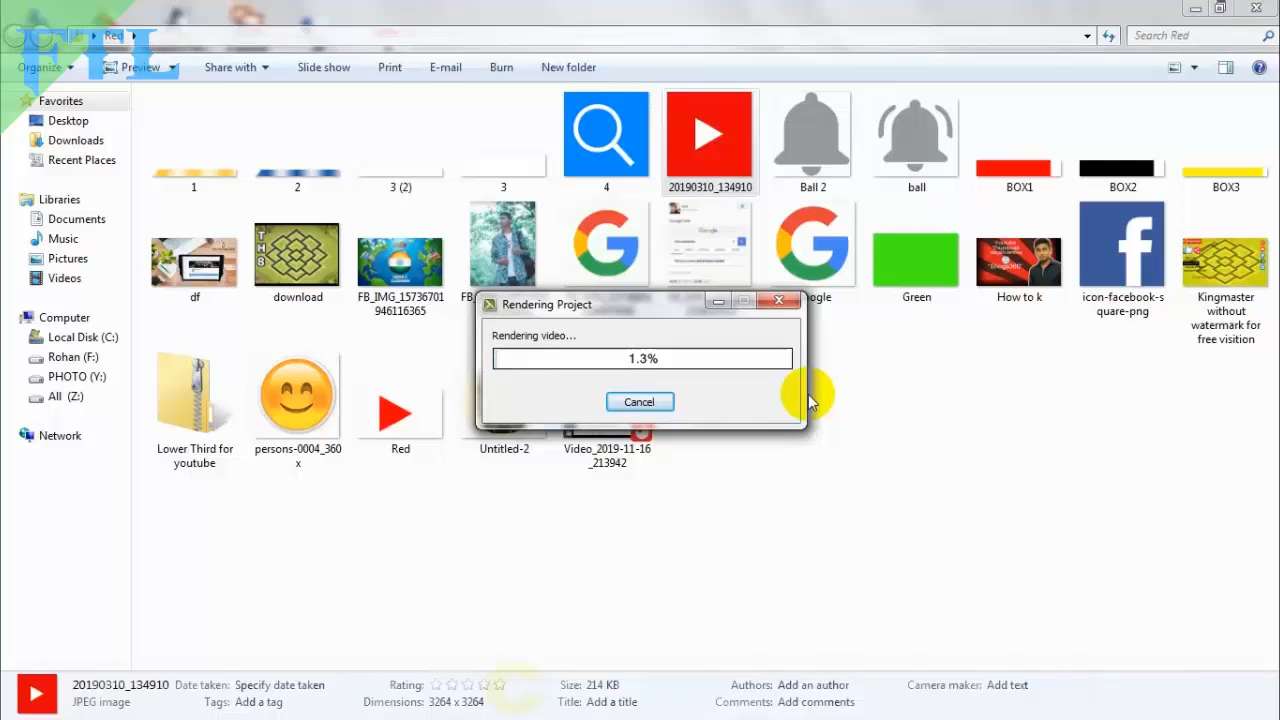 FHL
Red
Search Red
Organize
Preview
Share with
Slide show
Print
E-mail
Burn
New folder
Favorites
Desktop
Downloads
Recent Places
Libraries
Documents
Music
Pictures
Videos
Computer
Local Disk (C:)
Rohan (F:)
PHOTO (Y:)
All (Z:)
Network
1
2
3 (2)
3
4
20190310_134910
Ball 2
ball
BOX1
BOX2
BOX3
df
download
TH8
FB_IMG_15736701
946116365
Google
Green
How to k
icon-facebook-s
quare-png
Kingmaster
without
watermark for
free visition
Rendering Project
Rendering video...
1.3%
Cancel
Lower Third for
youtube
persons-0004_360
x
Red
Untitled-2
Video_2019-11-16
_213942
20190310_134910
Date taken: Specify date taken
Rating:
Size: 214 KB
Authors: Add an author
Camera maker: Add text
JPEG image
Tags: Add a tag
Dimensions: 3264 x 3264
Title: Add a title
Comments: Add comments